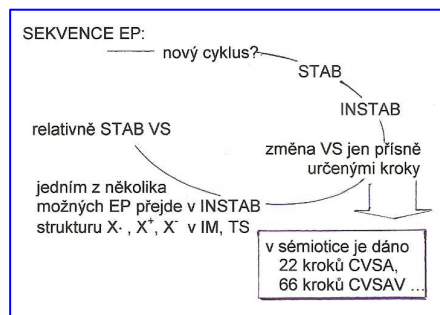 SEKVENCE EP:
nový cyklus?
STAB
INSTAB
relativně STAB VS
změna VS jen přísně
určenými kroky
jedním z několika
možných EP přejde v INSTAB
strukturu X· , X⁺, X⁻ v IM, TS
v sémiotice je dáno
22 kroků CVSA,
66 kroků CVSAV ...